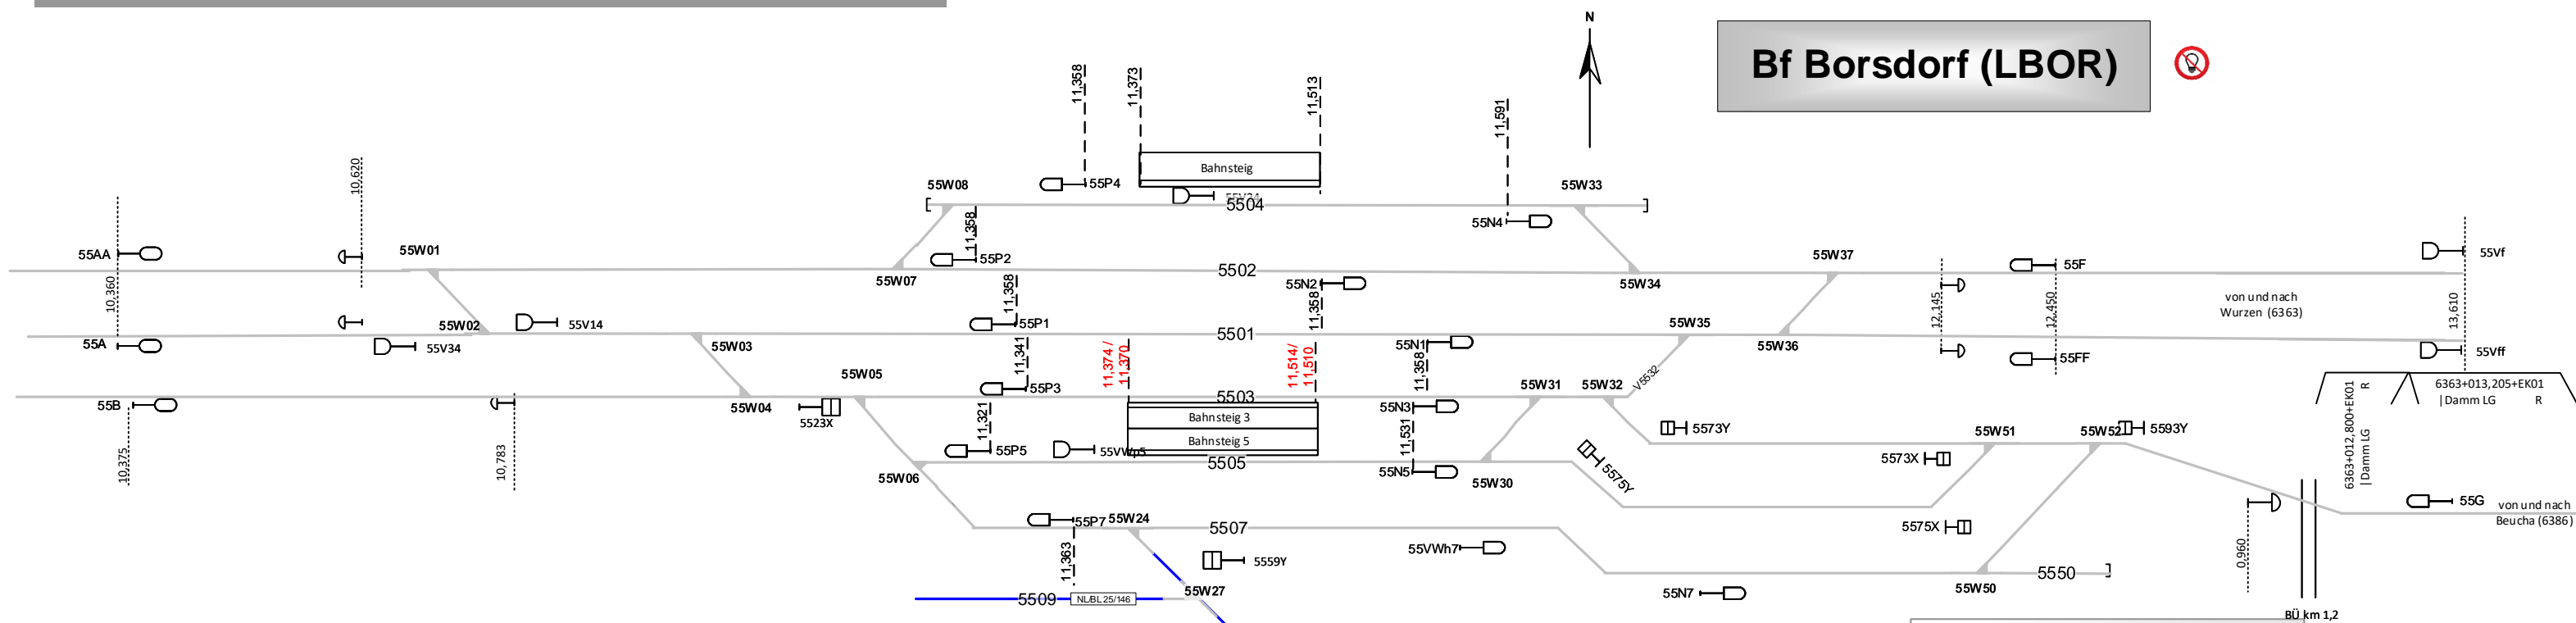 N
Bf Borsdorf (LBOR)
11,358
11,373
11,513
11,591
10,620
Bahnsteig
55W08
55P4
55W33
5504
55N4
55AA
55W01
11,358
55P2
55W07
5502
55N2
55W34
55W37
55F
55Vf
10,360
11,358
11,358
12,145
12,450
13,610
von und nach
Wurzen (6363)
55W02
55V14
55P1
5501
55W35
55A
55V34
55W03
11,341
11,374 /
11,370
11,514/
11,510
55N1
55W36
55FF
55Vff
55W05
11,358
V5532
55P3
55W31
55W32
6363+012,800+EK01 R
|Damm LG
6363+013,205+EK01
|Damm LG R
55B
55W04
5523X
5503
55N3
10,375
10,783
11,321
Bahnsteig 3
Bahnsteig 5
11,531
5573Y
55W51
55W52
5593Y
55P5
55VWp5
5505
55N5
5575Y
5573X
55W06
55W30
55G
von und nach
Beucha (6386)
55P7
55W24
5507
5575X
11,363
5559Y
55VWh7
0,960
5550
5509
NL/BL 25/146
55W27
55N7
55W50
BÜ km 1,2